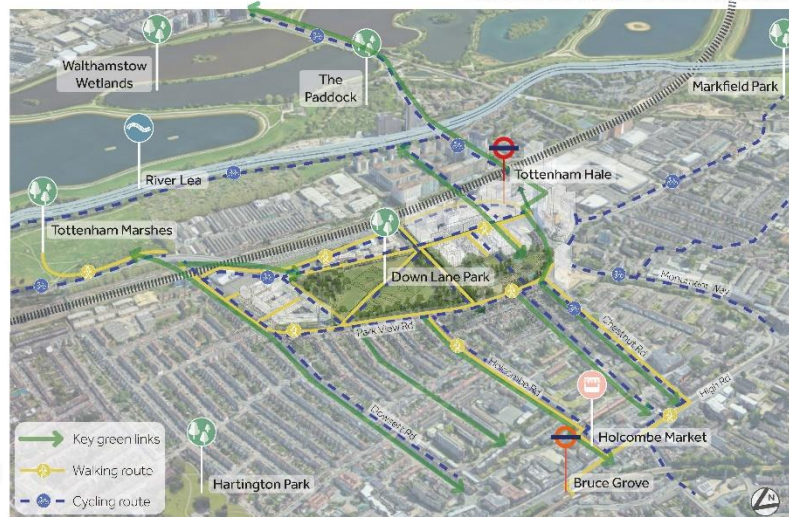 Walthamstow
Wetlands
The
Paddock
Markfield Park
River Lea
Tottenham Hale
Tottenham Marshes
Down Lane Park
Monument Way
Park View Rd
Chestnut Rd
Holcombe Rd
High Rd
Dowsett Rd
Holcombe Market
Hartington Park
Bruce Grove
Key green links
Walking route
Cycling route
N